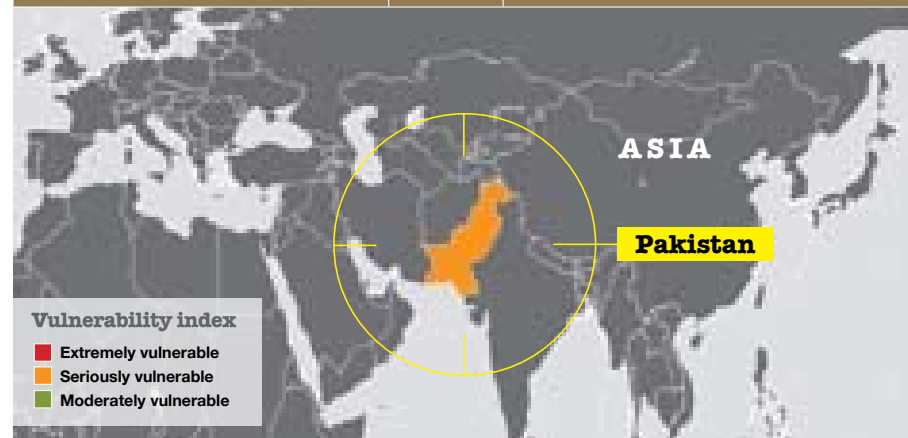 ASIA
Pakistan
Vulnerability index
Extremely vulnerable
Seriously vulnerable
Moderately vulnerable